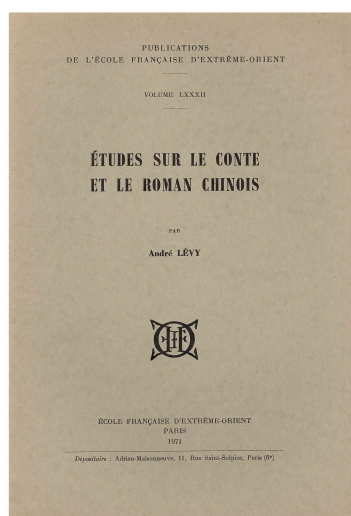 PUBLICATIONS
DE L'ÉCOLE FRANÇAISE D'EXTRÊME-ORIENT
VOLUME LXXXII
ÉTUDES SUR LE CONTE
ET LE ROMAN CHINOIS
PAR
André LÉVY
ÉCOLE FRANÇAISE D'EXTRÊME-ORIENT
PARIS
1971
Dépositaire : Adrien-Maisonneuve, 11, Rue Saint-Sulpice, Paris (6e)